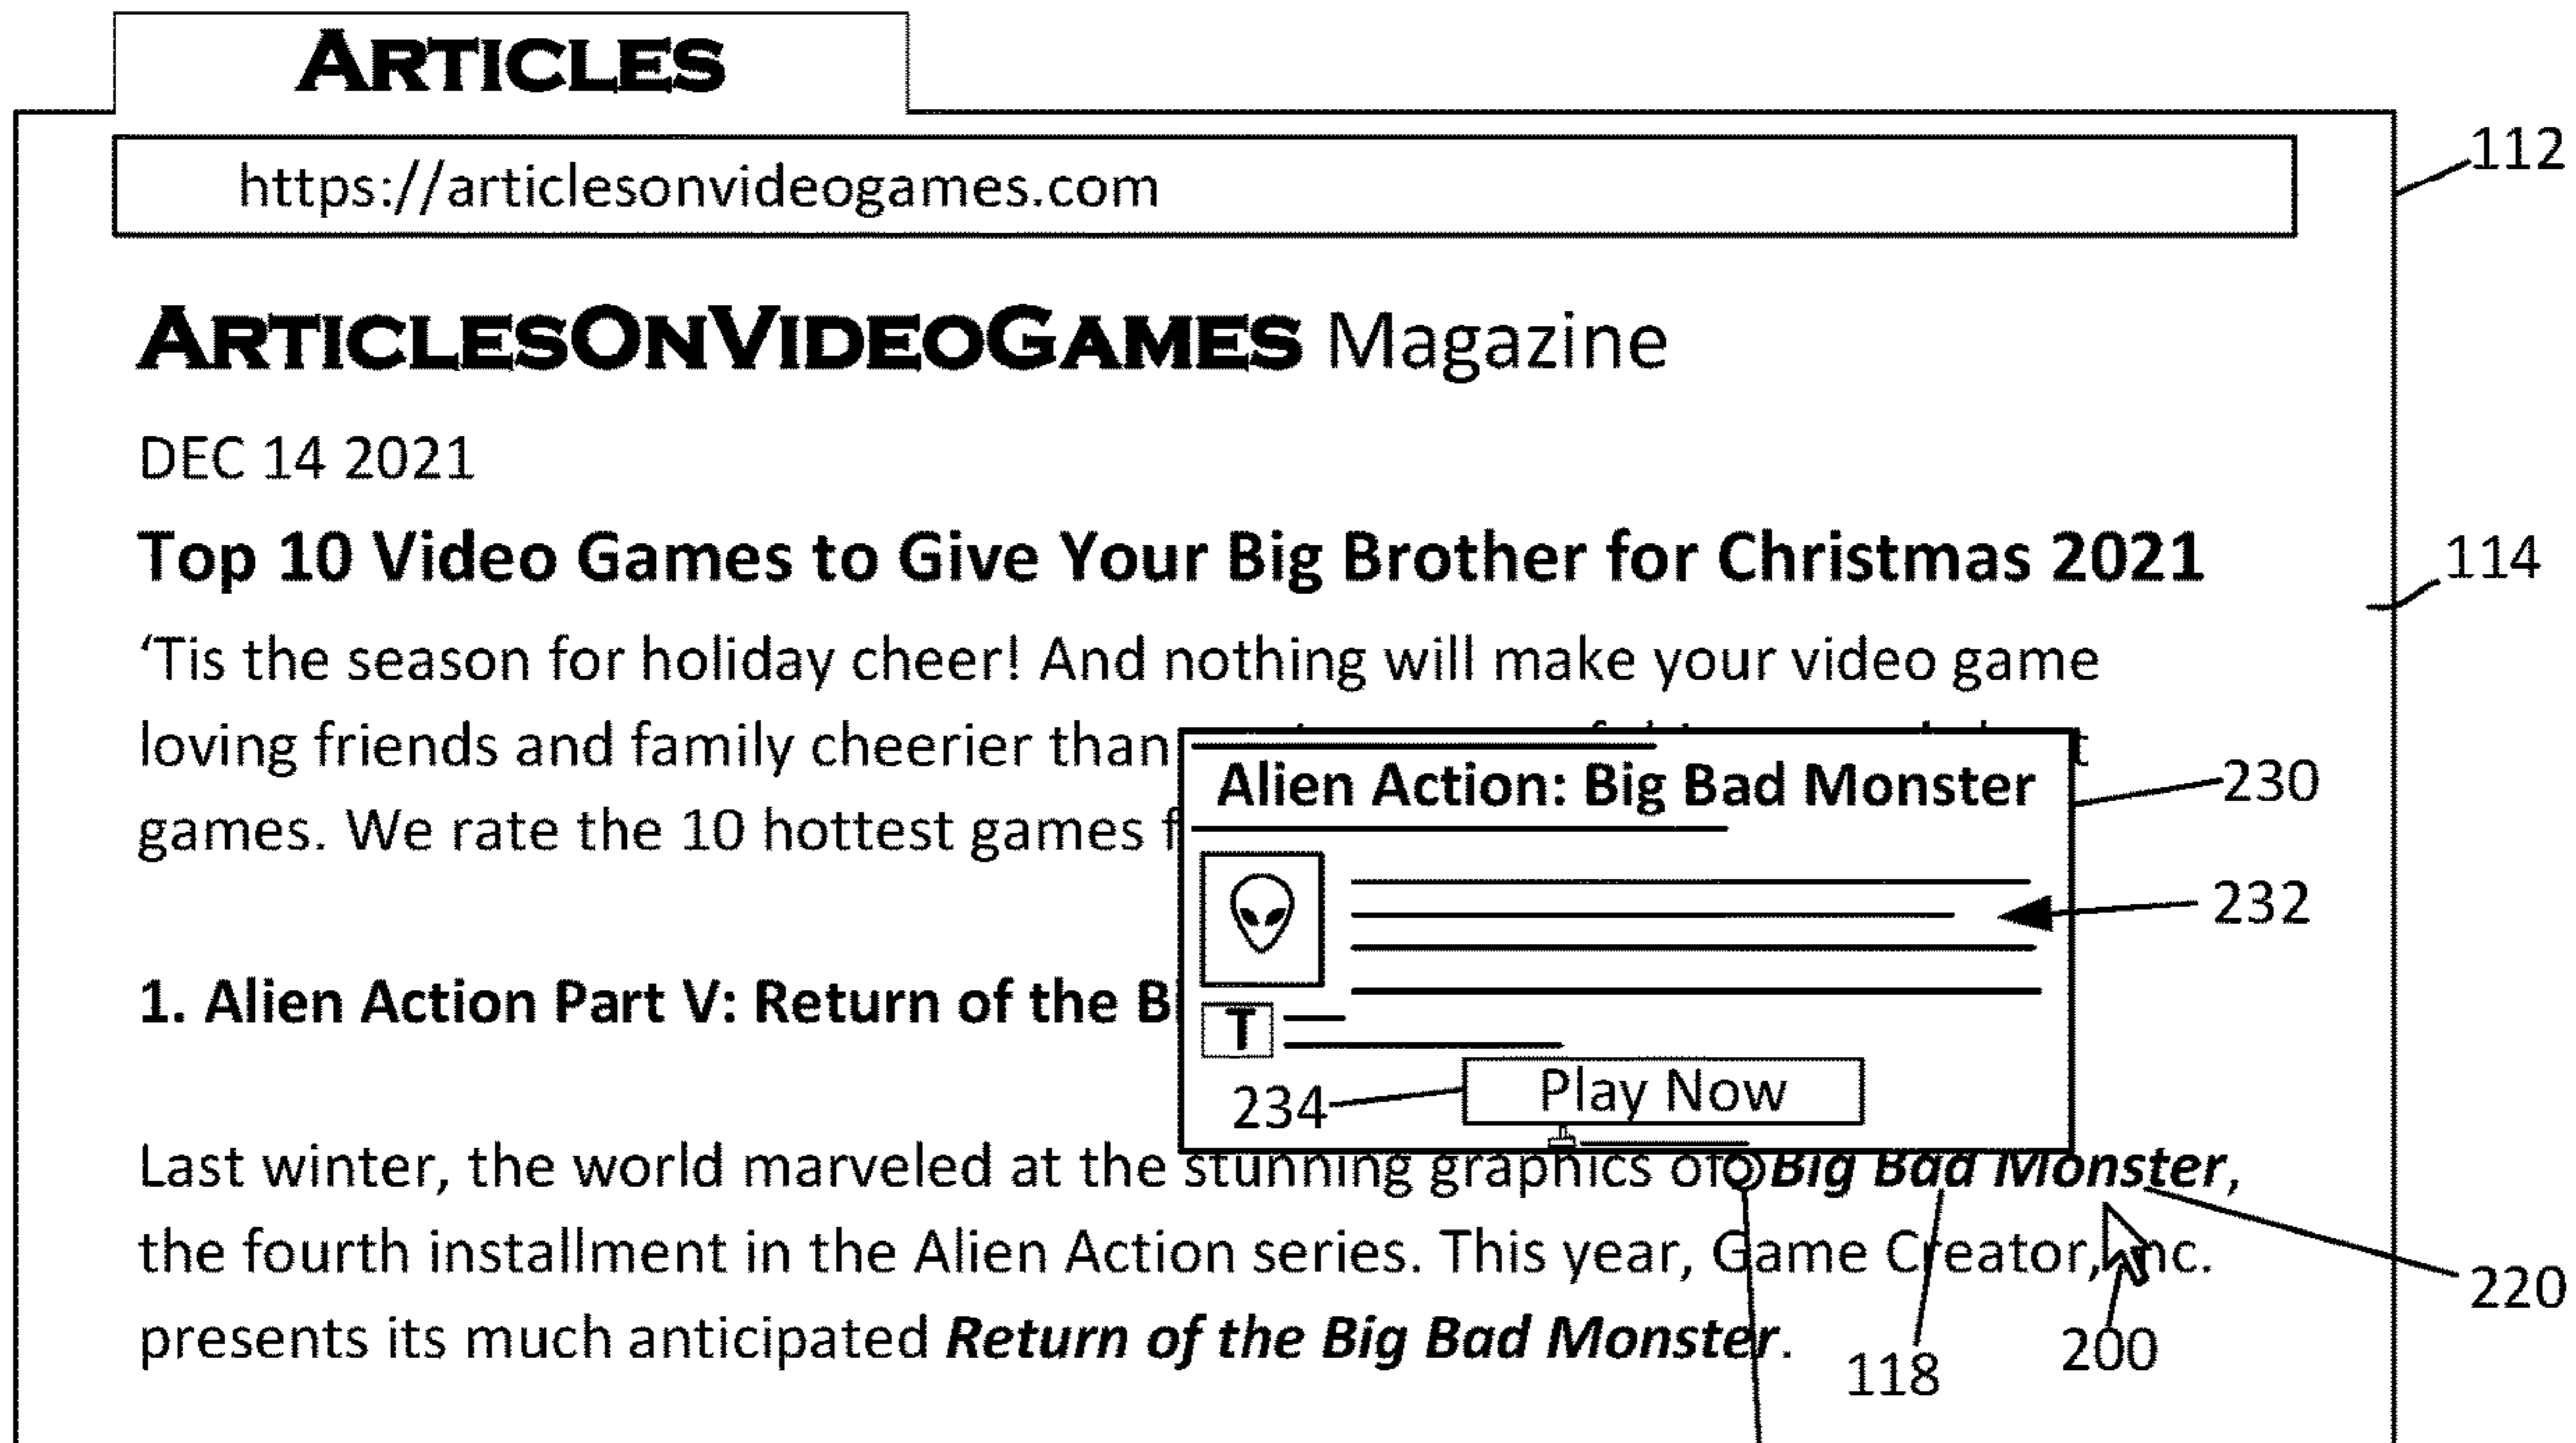 ARTICLES
https://articlesonvideogames.com
112
ARTICLESONVIDEOGAMES Magazine
DEC 14 2021
Top 10 Video Games to Give Your Big Brother for Christmas 2021
114
‘Tis the season for holiday cheer! And nothing will make your video game
loving friends and family cheerier than
games. We rate the 10 hottest games
Alien Action: Big Bad Monster
230
232
1. Alien Action Part V: Return of the B
T
234
Play Now
Last winter, the world marveled at the stunning graphics of Big Bad Monster,
the fourth installment in the Alien Action series. This year, Game Creator, Inc.
220
presents its much anticipated Return of the Big Bad Monster.
118
200